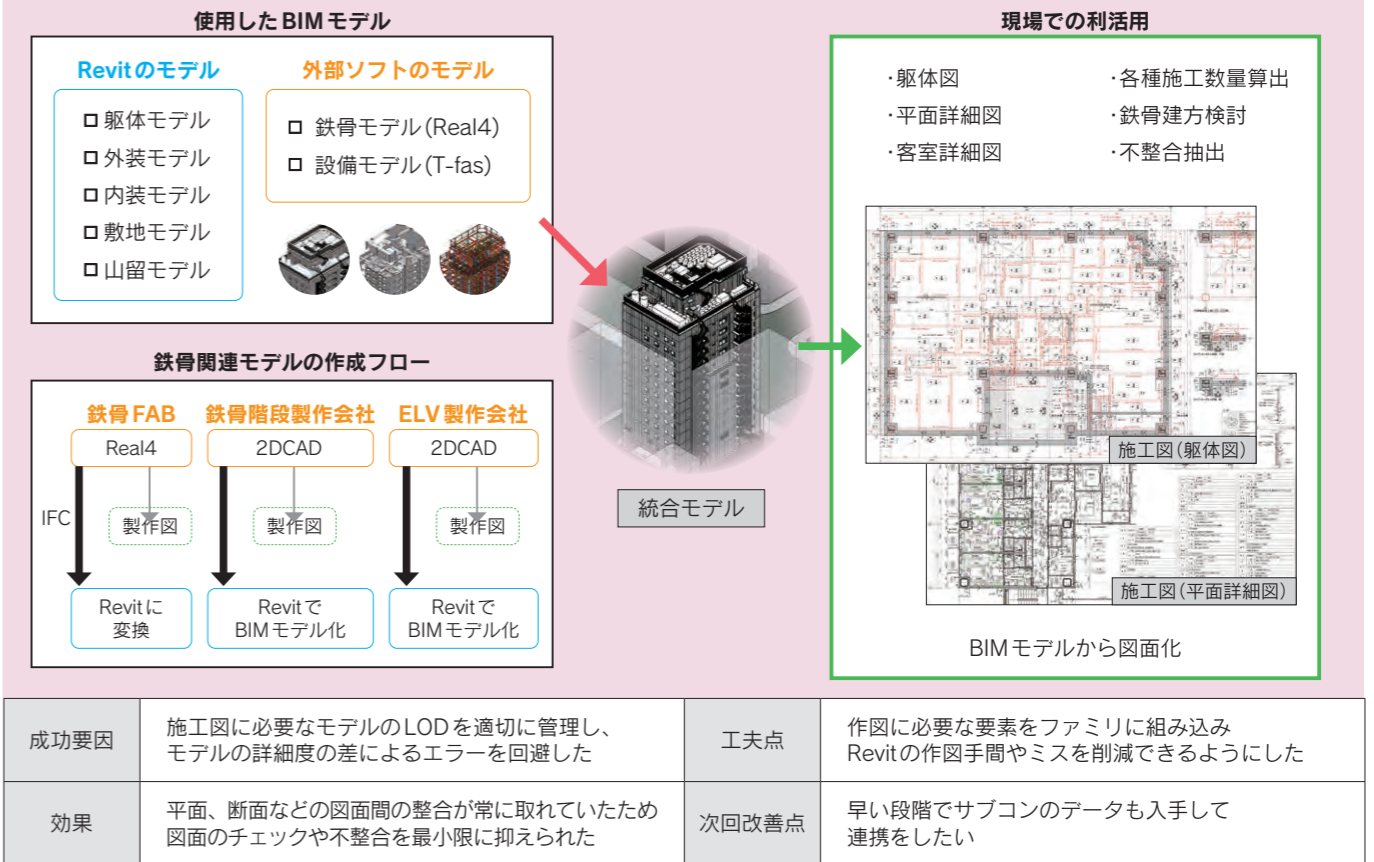 使用したBIMモデル
Revitのモデル
躯体モデル
外装モデル
内装モデル
敷地モデル
山留モデル
外部ソフトのモデル
鉄骨モデル(Real4)
設備モデル(T-fas)
鉄骨関連モデルの作成フロー
鉄骨FAB
鉄骨階段製作会社
ELV製作会社
Real4
2DCAD
2DCAD
IFC
製作図
製作図
製作図
Revitに
変換
Revitで
BIMモデル化
Revitで
BIMモデル化
統合モデル
現場での利活用
・躯体図
・平面詳細図
・客室詳細図
・各種施工数量算出
・鉄骨建方検討
・不整合抽出
施工図(躯体図)
施工図(平面詳細図)
BIMモデルから図面化
成功要因
施工図に必要なモデルのLODを適切に管理し、
モデルの詳細度の差によるエラーを回避した
工夫点
作図に必要な要素をファミリに組み込み
Revitの作図手間やミスを削減できるようにした
効果
平面、断面などの図面間の整合が常に取れていたため
図面のチェックや不整合を最小限に抑えられた
次回改善点
早い段階でサブコンのデータも入手して
連携をしたい